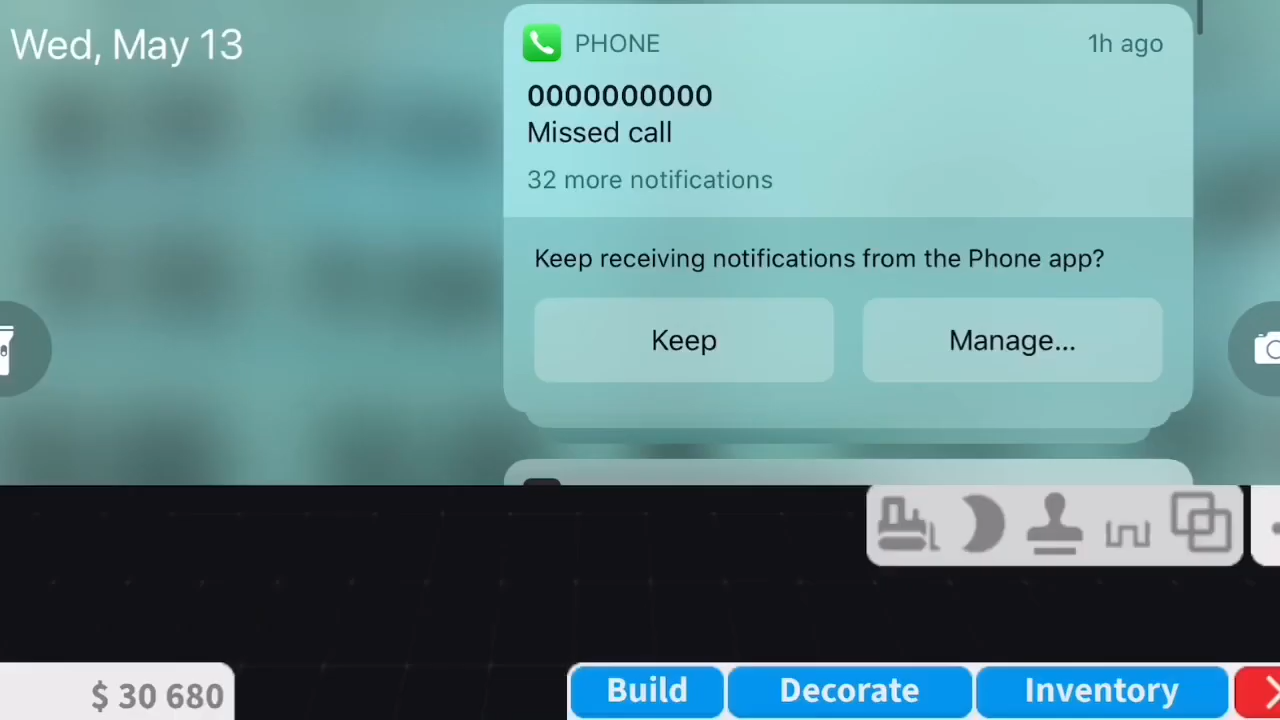 Wed, May 13
PHONE
1h ago
0000000000
Missed call
32 more notifications
Keep receiving notifications from the Phone app?
Keep
Manage...
$ 30 680
Build
Decorate
Inventory